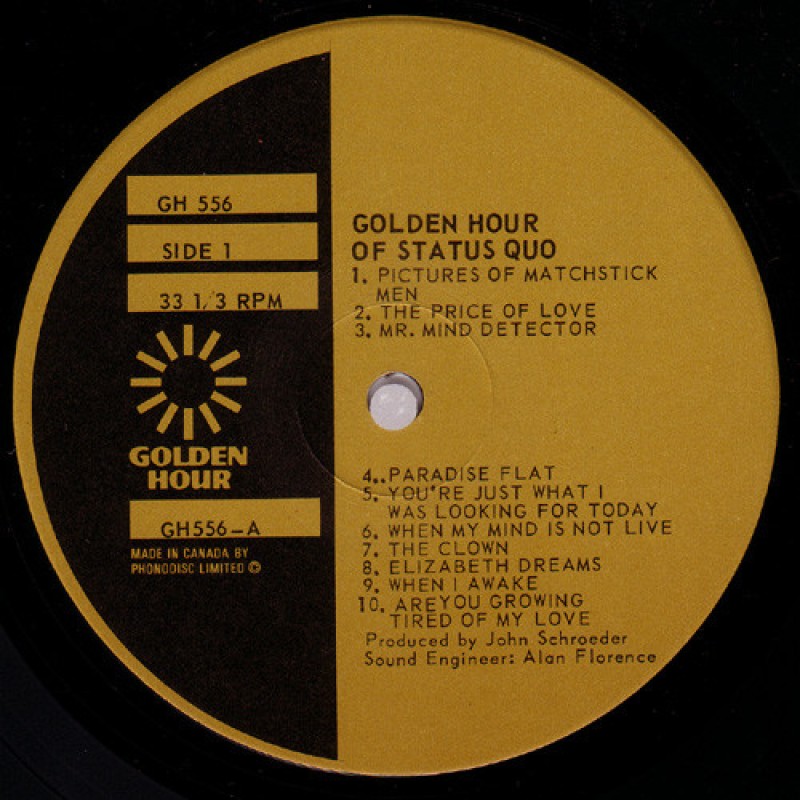 GH 556
SIDE 1
33 1/3 RPM
GOLDEN
HOUR
GH556-A
MADE IN CANADA BY
PHONODISC LIMITED ©
GOLDEN HOUR
OF STATUS QUO
1. PICTURES OF MATCHSTICK
MEN
2. THE PRICE OF LOVE
3. MR. MIND DETECTOR
4.. PARADISE FLAT
5. YOU'RE JUST WHAT I
WAS LOOKING FOR TODAY
6. WHEN MY MIND IS NOT LIVE
7. THE CLOWN
8. ELIZABETH DREAMS
9. WHEN I AWAKE
10. ARE YOU GROWING
TIRED OF MY LOVE
Produced by John Schroeder
Sound Engineer: Alan Florence